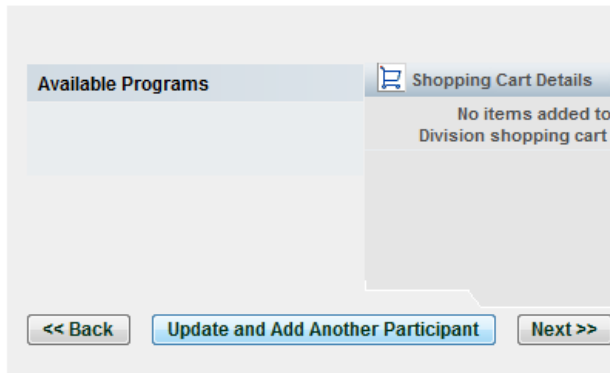 Available Programs
Shopping Cart Details
No items added to
Division shopping cart
<< Back
Update and Add Another Participant
Next >>